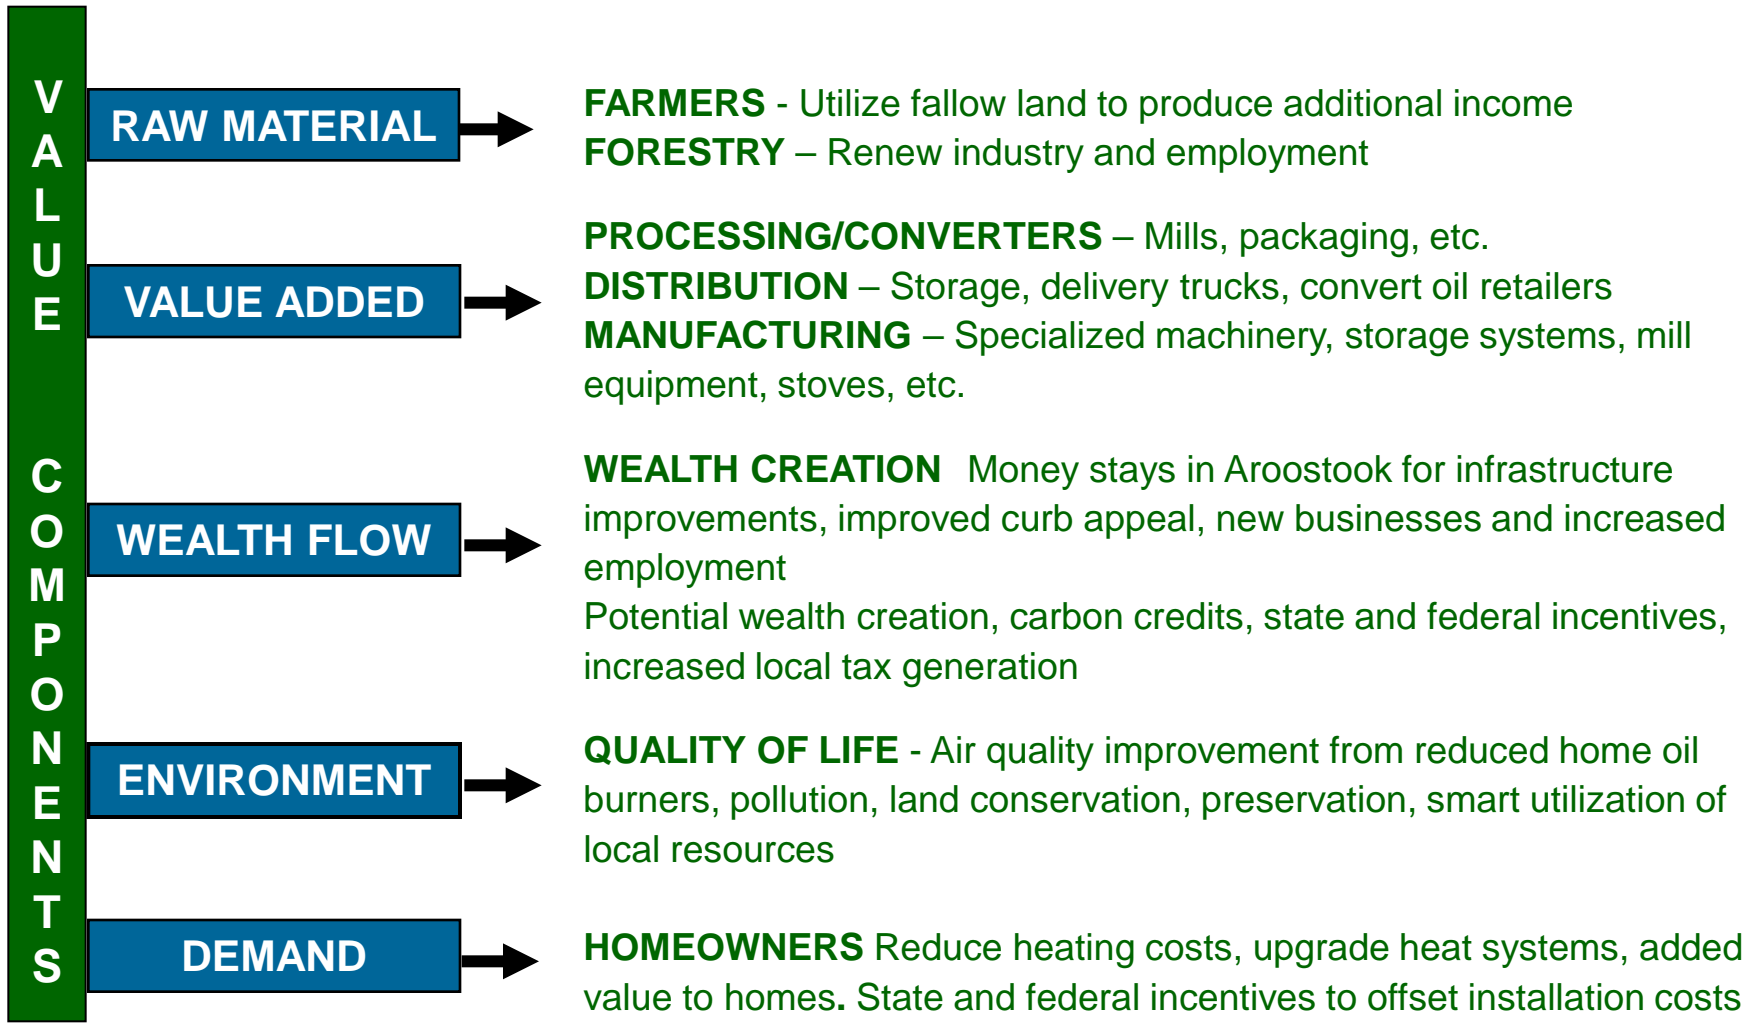 VALUE COMPONENTS
RAW MATERIAL
FARMERS - Utilize fallow land to produce additional income
FORESTRY – Renew industry and employment
VALUE ADDED
PROCESSING/CONVERTERS – Mills, packaging, etc.
DISTRIBUTION – Storage, delivery trucks, convert oil retailers
MANUFACTURING – Specialized machinery, storage systems, mill
equipment, stoves, etc.
WEALTH FLOW
WEALTH CREATION Money stays in Aroostook for infrastructure
improvements, improved curb appeal, new businesses and increased
employment
Potential wealth creation, carbon credits, state and federal incentives,
increased local tax generation
ENVIRONMENT
QUALITY OF LIFE - Air quality improvement from reduced home oil
burners, pollution, land conservation, preservation, smart utilization of
local resources
DEMAND
HOMEOWNERS Reduce heating costs, upgrade heat systems, added
value to homes. State and federal incentives to offset installation costs